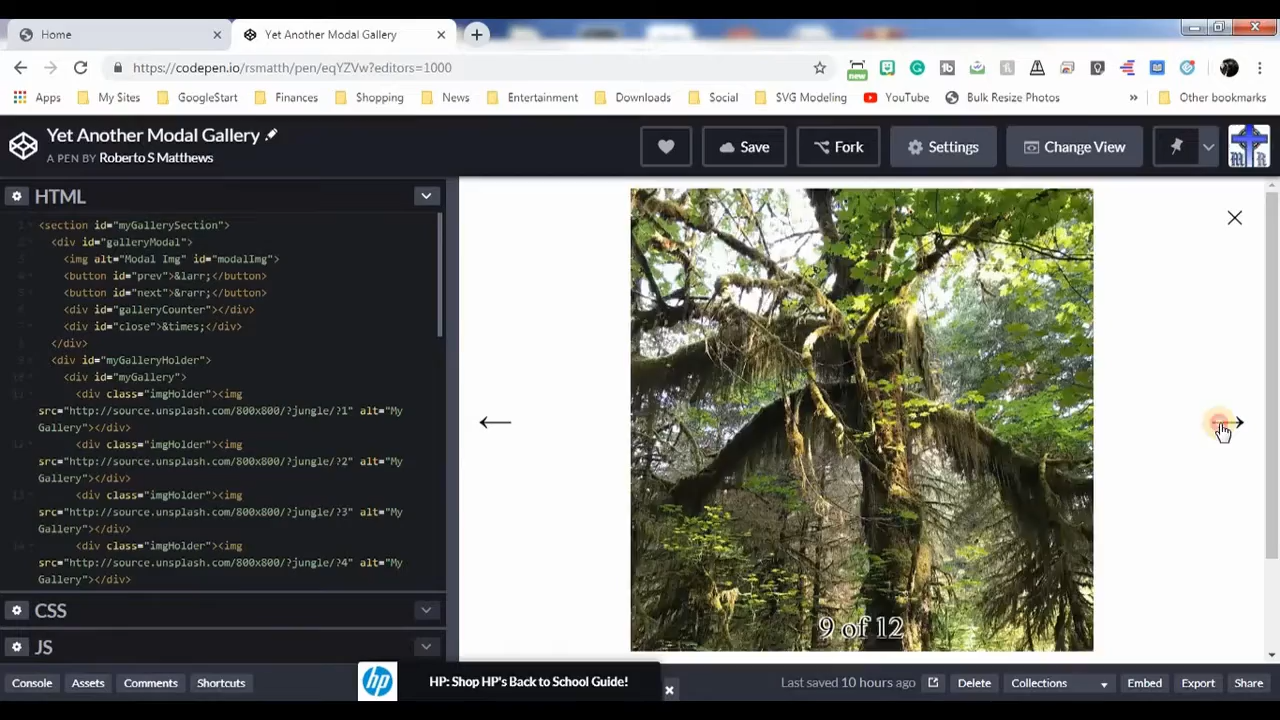 Home
Yet Another Modal Gallery
https://codepen.io/rsmatth/pen/eqYZVw?editors=1000
new
Apps
My Sites
GoogleStart
Finances
Shopping
News
Entertainment
Downloads
Social
SVG Modeling
YouTube
Bulk Resize Photos
»
Other bookmarks
Yet Another Modal Gallery
A PEN BY Roberto S Matthews
Save
Fork
Settings
Change View
HTML
<section id="myGallerySection">
<div id="galleryModal">
<img alt="Modal Img" id="modalImg">
<button id="prev">&larr;</button>
<button id="next">&rarr;</button>
<div id="galleryCounter"></div>
<div id="close">&times;</div>
</div>
<div id="myGalleryHolder">
<div id="myGallery">
<div class="imgHolder"><img
src="http://source.unsplash.com/800x800/?jungle/?1" alt="My
Gallery"></div>
<div class="imgHolder"><img
src="http://source.unsplash.com/800x800/?jungle/?2" alt="My
Gallery"></div>
<div class="imgHolder"><img
src="http://source.unsplash.com/800x800/?jungle/?3" alt="My
Gallery"></div>
<div class="imgHolder"><img
src="http://source.unsplash.com/800x800/?jungle/?4" alt="My
Gallery"></div>
CSS
JS
9 of 12
Console
Assets
Comments
Shortcuts
hp
HP: Shop HP's Back to School Guide!
Last saved 10 hours ago
Delete
Collections
Embed
Export
Share